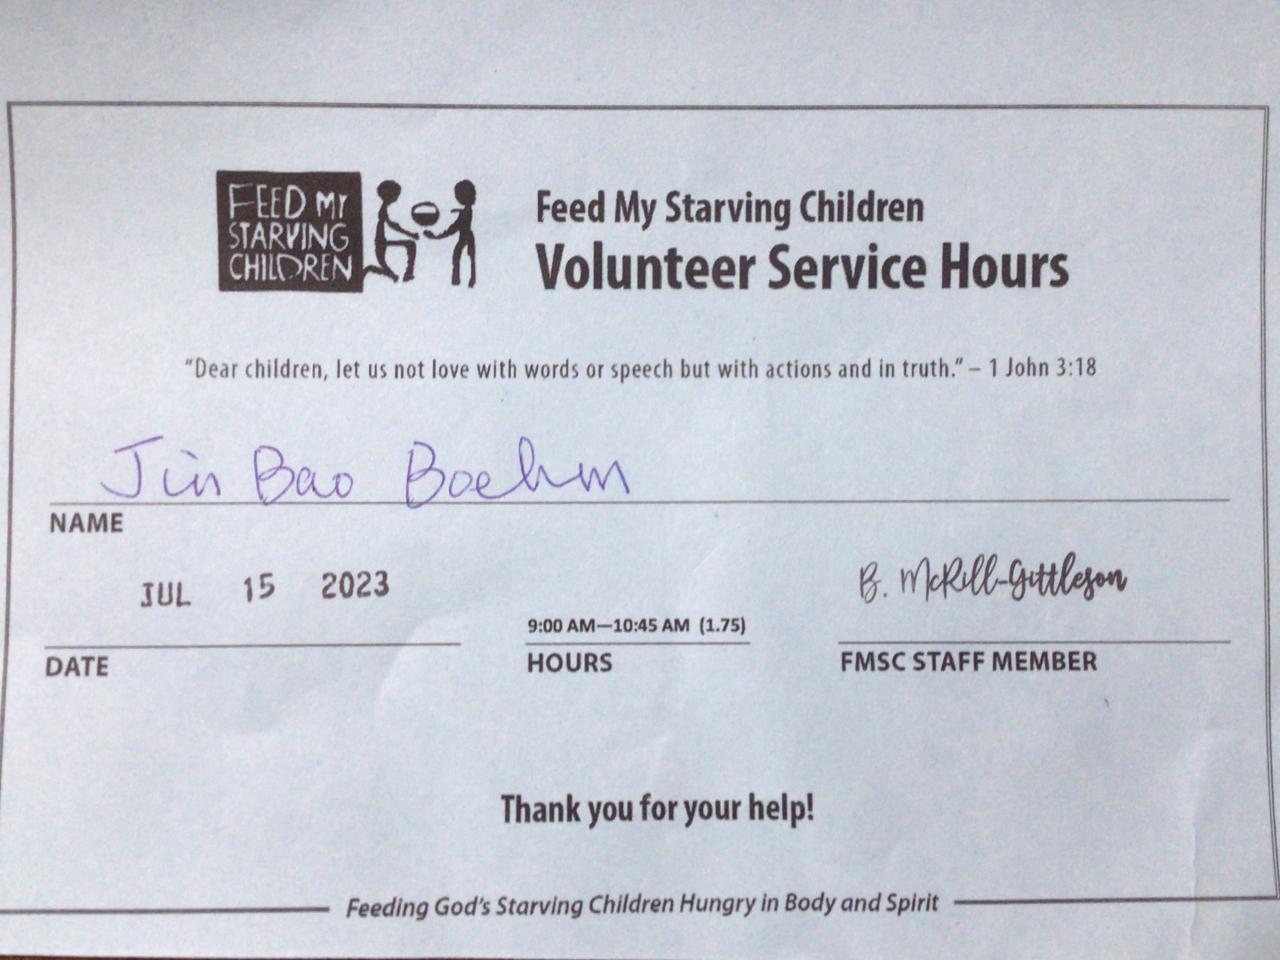 FEED MY
STARVING
CHILDREN
Feed My Starving Children
Volunteer Service Hours
“Dear children, let us not love with words or speech but with actions and in truth.” – 1 John 3:18
Jin Bao Boehm
NAME
JUL 15 2023
DATE
9:00 AM—10:45 AM (1.75)
HOURS
B. McRill-Gittleson
FMSC STAFF MEMBER
Thank you for your help!
Feeding God's Starving Children Hungry in Body and Spirit